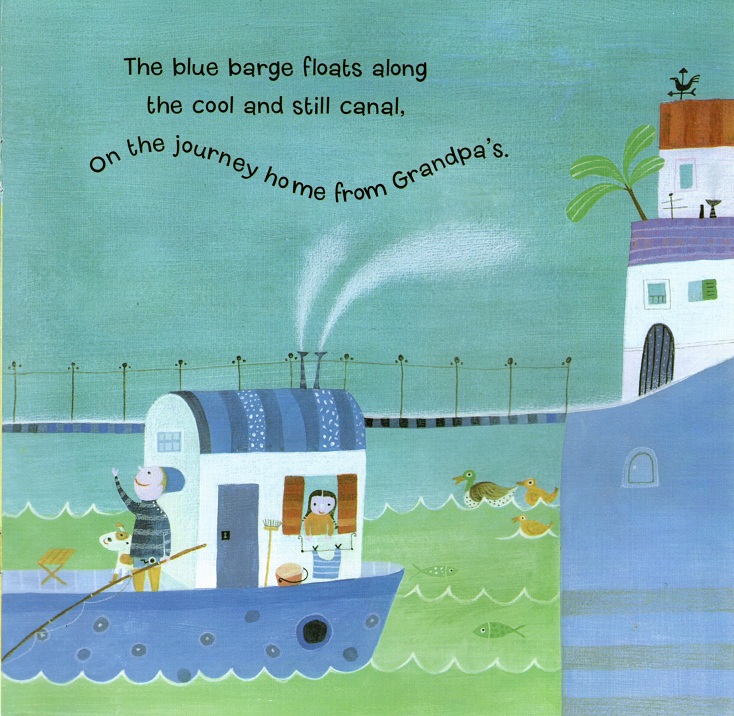 The blue barge floats along
the cool and still canal,
On the journey home from Grandpa's.